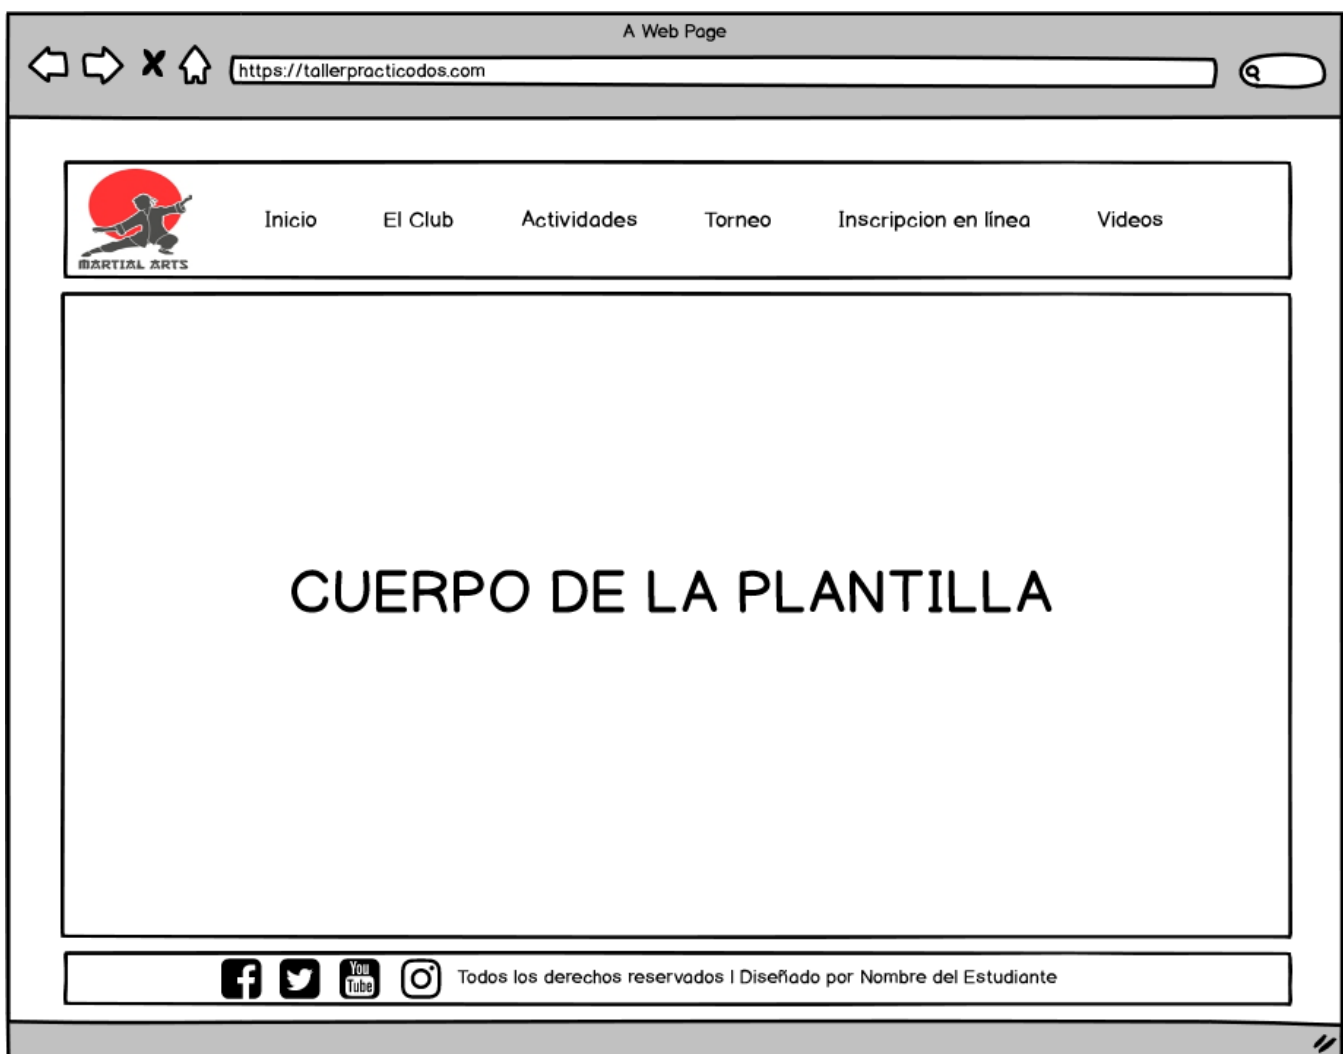 A Web Page
https://tallerpracticodos.com
MARTIAL ARTS
Inicio El Club Actividades Torneo Inscripcion en línea Videos
CUERPO DE LA PLANTILLA
You
Tube
Todos los derechos reservados | Diseñado por Nombre del Estudiante